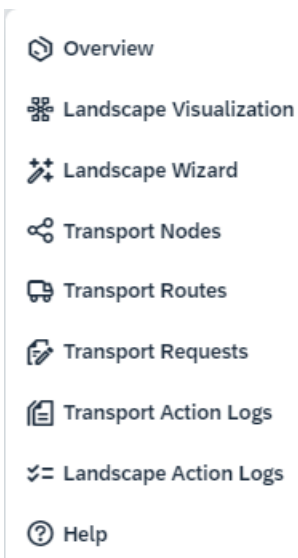 Overview
Landscape Visualization
Landscape Wizard
Transport Nodes
Transport Routes
Transport Requests
Transport Action Logs
Landscape Action Logs
Help